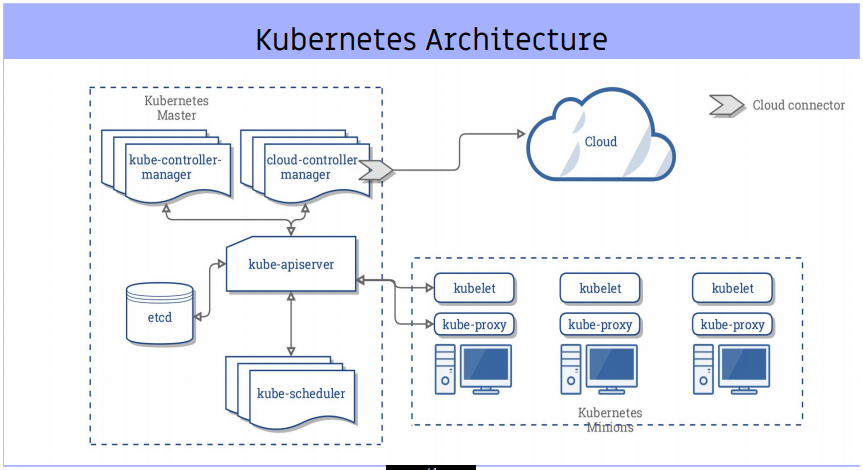 Kubernetes Architecture
Kubernetes
Master
kube-controller-
manager
cloud-controller
manager
Cloud
Cloud connector
kube-apiserver
etcd
kube-scheduler
kubelet
kubelet
kubelet
kube-proxy
kube-proxy
kube-proxy
Kubernetes
Minions